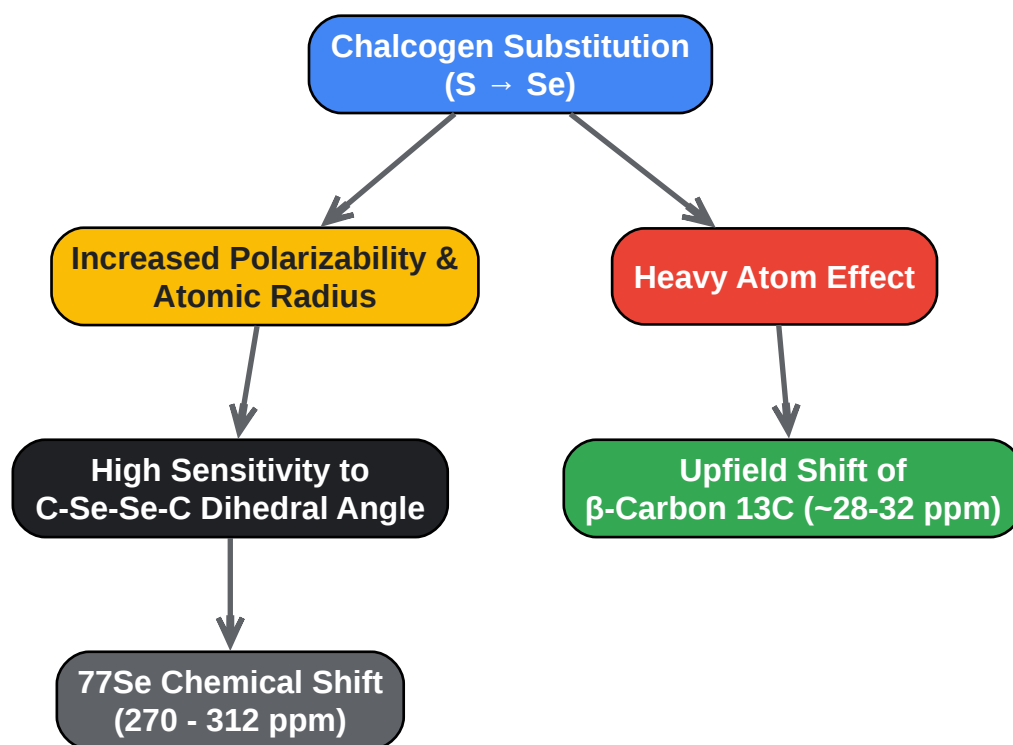 Chalcogen Substitution
(S → Se)
Increased Polarizability &
Atomic Radius
Heavy Atom Effect
High Sensitivity to
C-Se-Se-C Dihedral Angle
Upfield Shift of
β-Carbon 13C (~28-32 ppm)
77Se Chemical Shift
(270 - 312 ppm)